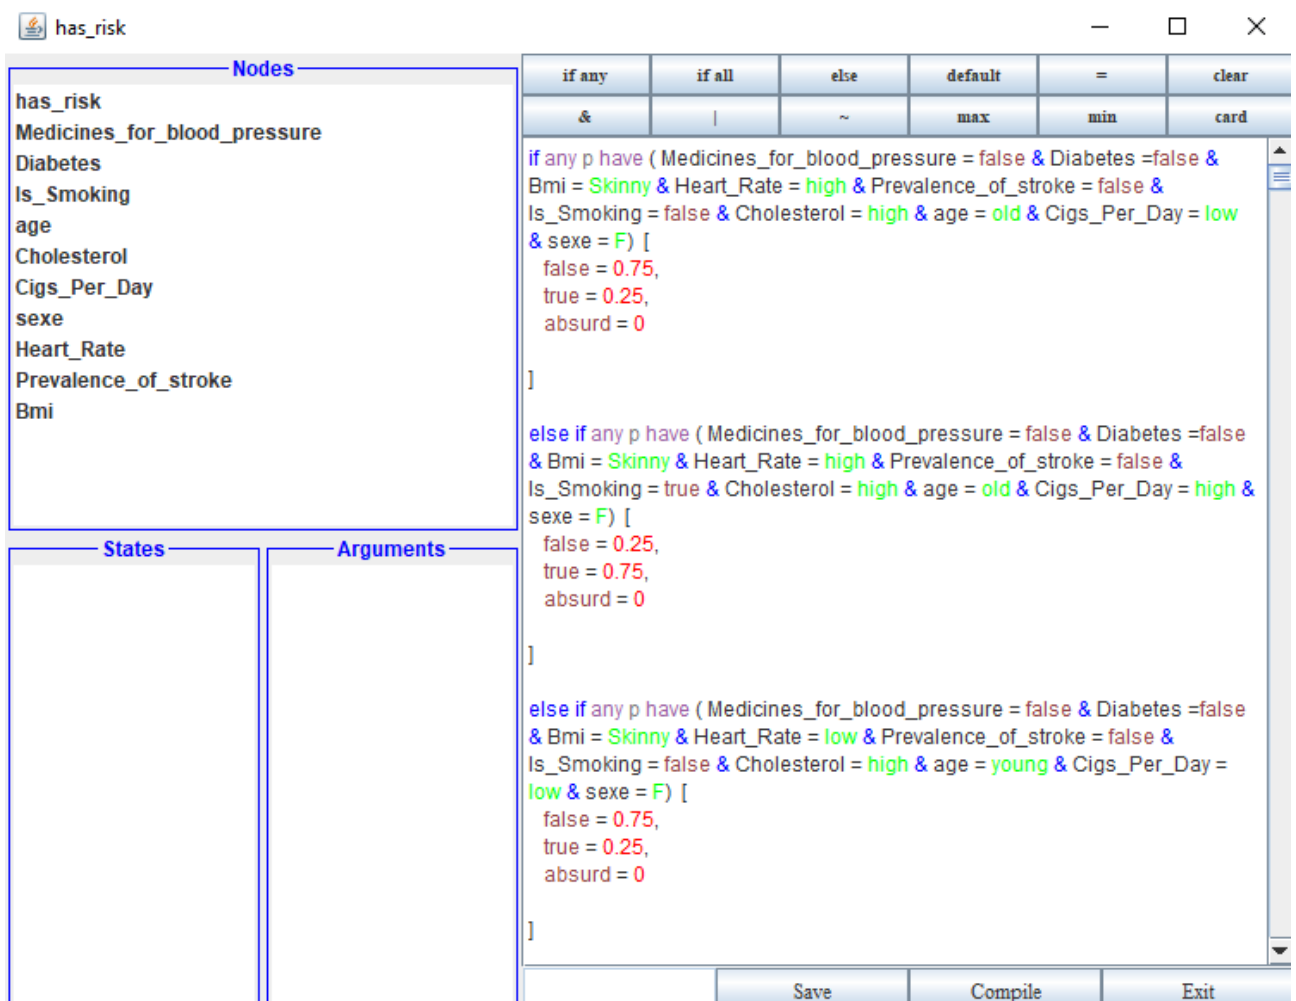 has_risk
Nodes
has_risk
Medicines_for_blood_pressure
Diabetes
Is_Smoking
age
Cholesterol
Cigs_Per_Day
sexe
Heart_Rate
Prevalence_of_stroke
Bmi
States
Arguments
if any if all else default = clear
& | ~ max min card
if any p have ( Medicines_for_blood_pressure = false & Diabetes =false &
Bmi = Skinny & Heart_Rate = high & Prevalence_of_stroke = false &
Is_Smoking = false & Cholesterol = high & age = old & Cigs_Per_Day = low
& sexe = F) [
false = 0.75,
true = 0.25,
absurd = 0
]
else if any p have ( Medicines_for_blood_pressure = false & Diabetes =false
& Bmi = Skinny & Heart_Rate = high & Prevalence_of_stroke = false &
Is_Smoking = true & Cholesterol = high & age = old & Cigs_Per_Day = high &
sexe = F) [
false = 0.25,
true = 0.75,
absurd = 0
]
else if any p have ( Medicines_for_blood_pressure = false & Diabetes =false
& Bmi = Skinny & Heart_Rate = low & Prevalence_of_stroke = false &
Is_Smoking = false & Cholesterol = high & age = young & Cigs_Per_Day =
low & sexe = F) [
false = 0.75,
true = 0.25,
absurd = 0
]
Save Compile Exit